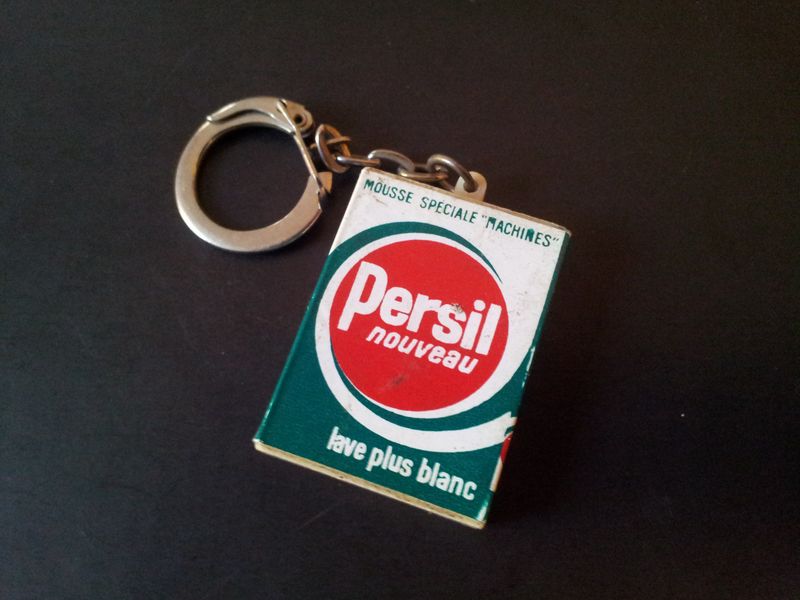 MOUSSE SPECIALE "MACHINES"
Persil
nouveau
lave plus blanc